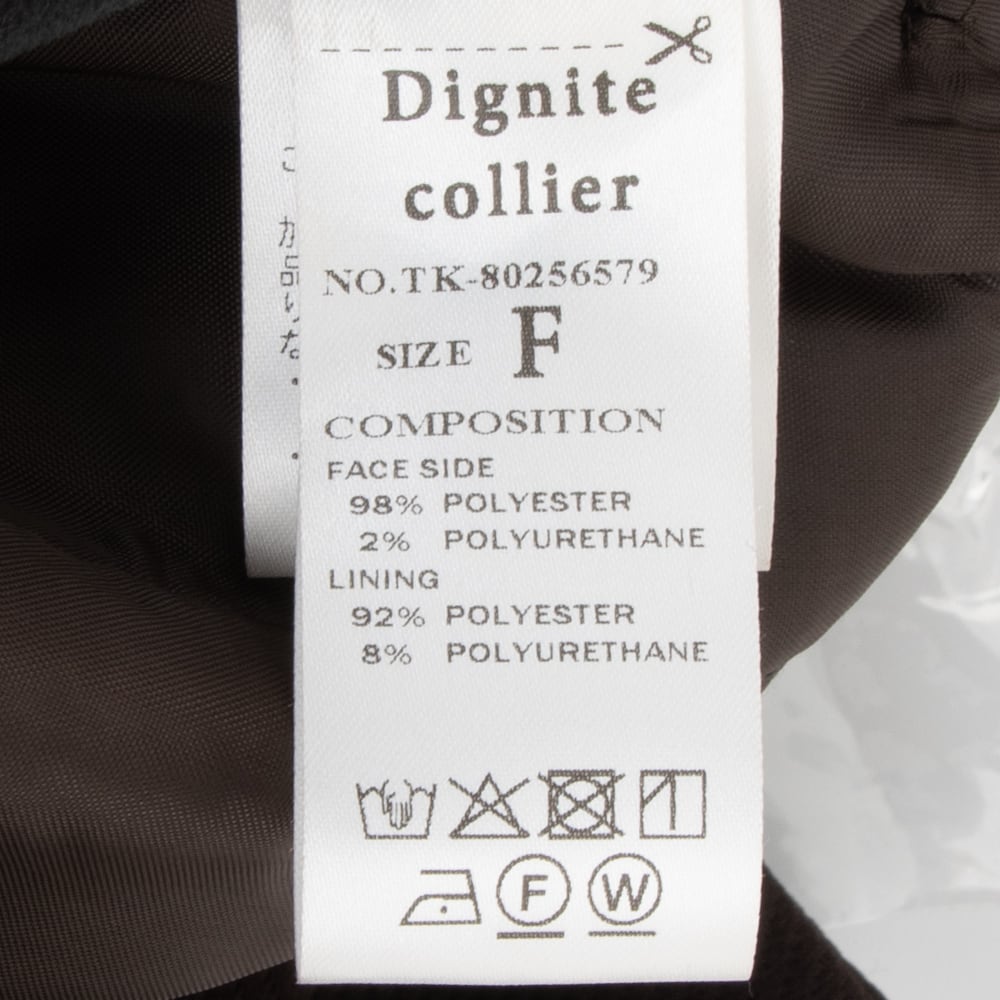 Dignite
collier
NO.TK-80256579
SIZE F
COMPOSITION
FACE SIDE
98% POLYESTER
2% POLYURETHANE
LINING
92% POLYESTER
8% POLYURETHANE
F W